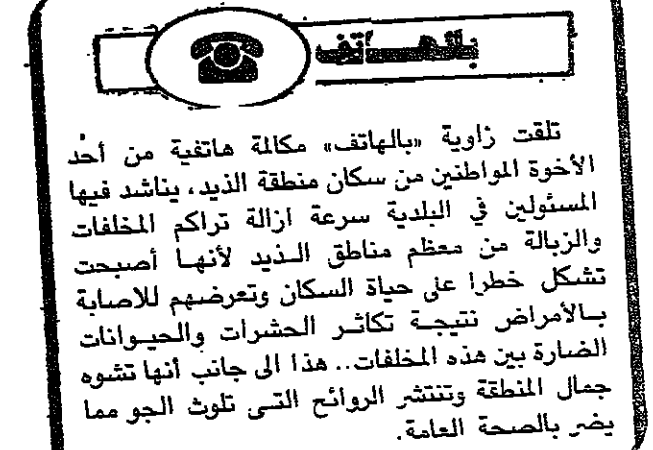 بالهاتف
تلقت زاوية «بالهاتف» مكالمة هاتفية من أحد
الأخوة المواطنين من سكان منطقة الذيد، يناشد فيها
المسئولين في البلدية سرعة ازالة تراكم المخلفات
والزبالة من معظم مناطق الذيد لأنها أصبحت
تشكل خطرا على حياة السكان وتعرضهم للاصابة
بالأمراض نتيجة تكاثر الحشرات والحيوانات
الضارة بين هذه المخلفات.. هذا الى جانب أنها تشوه
جمال المنطقة وتنتشر الروائح التى تلوث الجو مما
يضر بالصحة العامة.